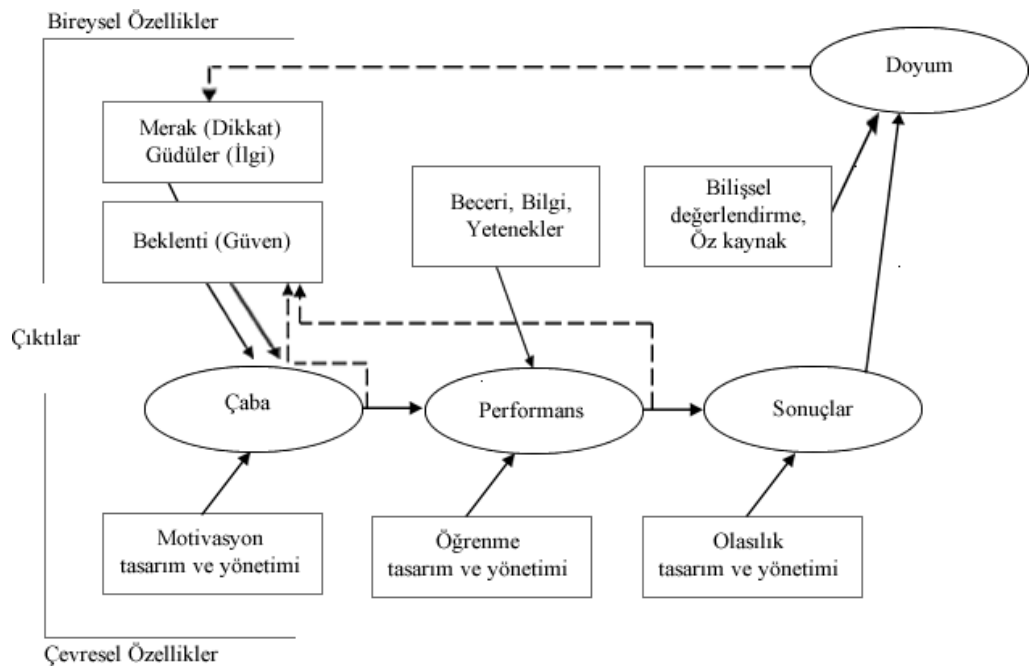 Bireysel Özellikler
Doyum
Merak (Dikkat)
Güdüler (İlgi)
Beceri, Bilgi,
Yetenekler
Bilişsel
değerlendirme,
Öz kaynak
Beklenti (Güven)
Çıktılar
Çaba
Performans
Sonuçlar
Motivasyon
tasarım ve yönetimi
Öğrenme
tasarım ve yönetimi
Olasılık
tasarım ve yönetimi
Çevresel Özellikler